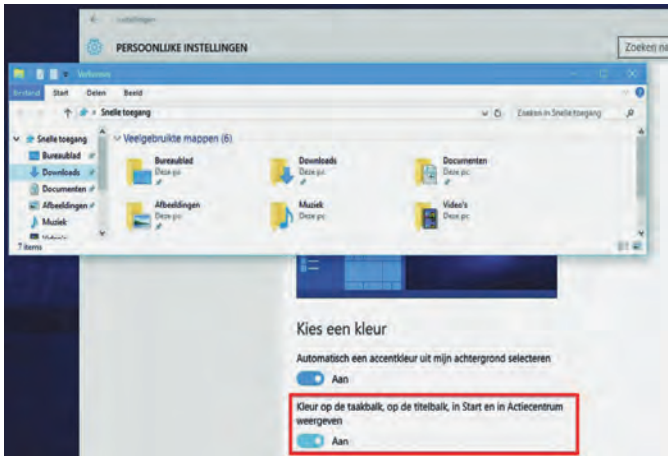 Instellingen
PERSOONLIJKE INSTELLINGEN
Zoeken na
Verkenner
Bestand Start Delen Beeld
Snelle toegang
Zoeken in Snelle toegang
Snelle toegang
Bureaublad
Downloads
Documenten
Afbeeldingen
Muziek
Video's
7 items
Veelgebruikte mappen (6)
Bureaublad
Deze pc
Downloads
Deze pc
Documenten
Deze pc
Afbeeldingen
Deze pc
Muziek
Deze pc
Video's
Deze pc
Kies een kleur
Automatisch een accentkleur uit mijn achtergrond selecteren
Aan
Kleur op de taakbalk, op de titelbalk, in Start en in Actiecentrum
weergeven
Aan